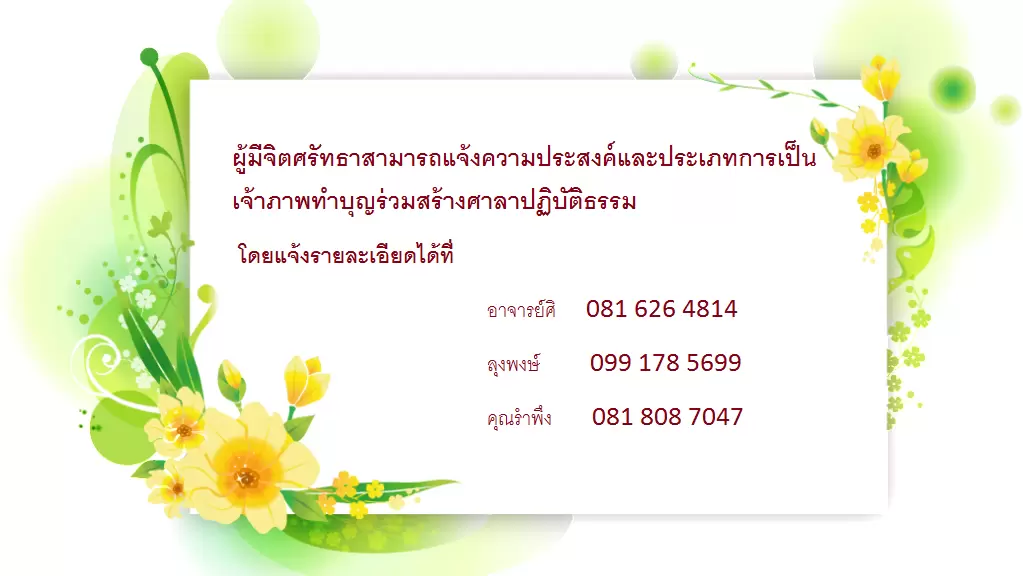 ผู้มีจิตศรัทธาสามารถแจ้งความประสงค์และประเภทการเป็น
เจ้าภาพทำบุญร่วมสร้างศาลาปฏิบัติธรรม
โดยแจ้งรายละเอียดได้ที่
อาจารย์ศิ 081 626 4814
ลุงพงษ์ 099 178 5699
คุณรำพึง 081 808 7047